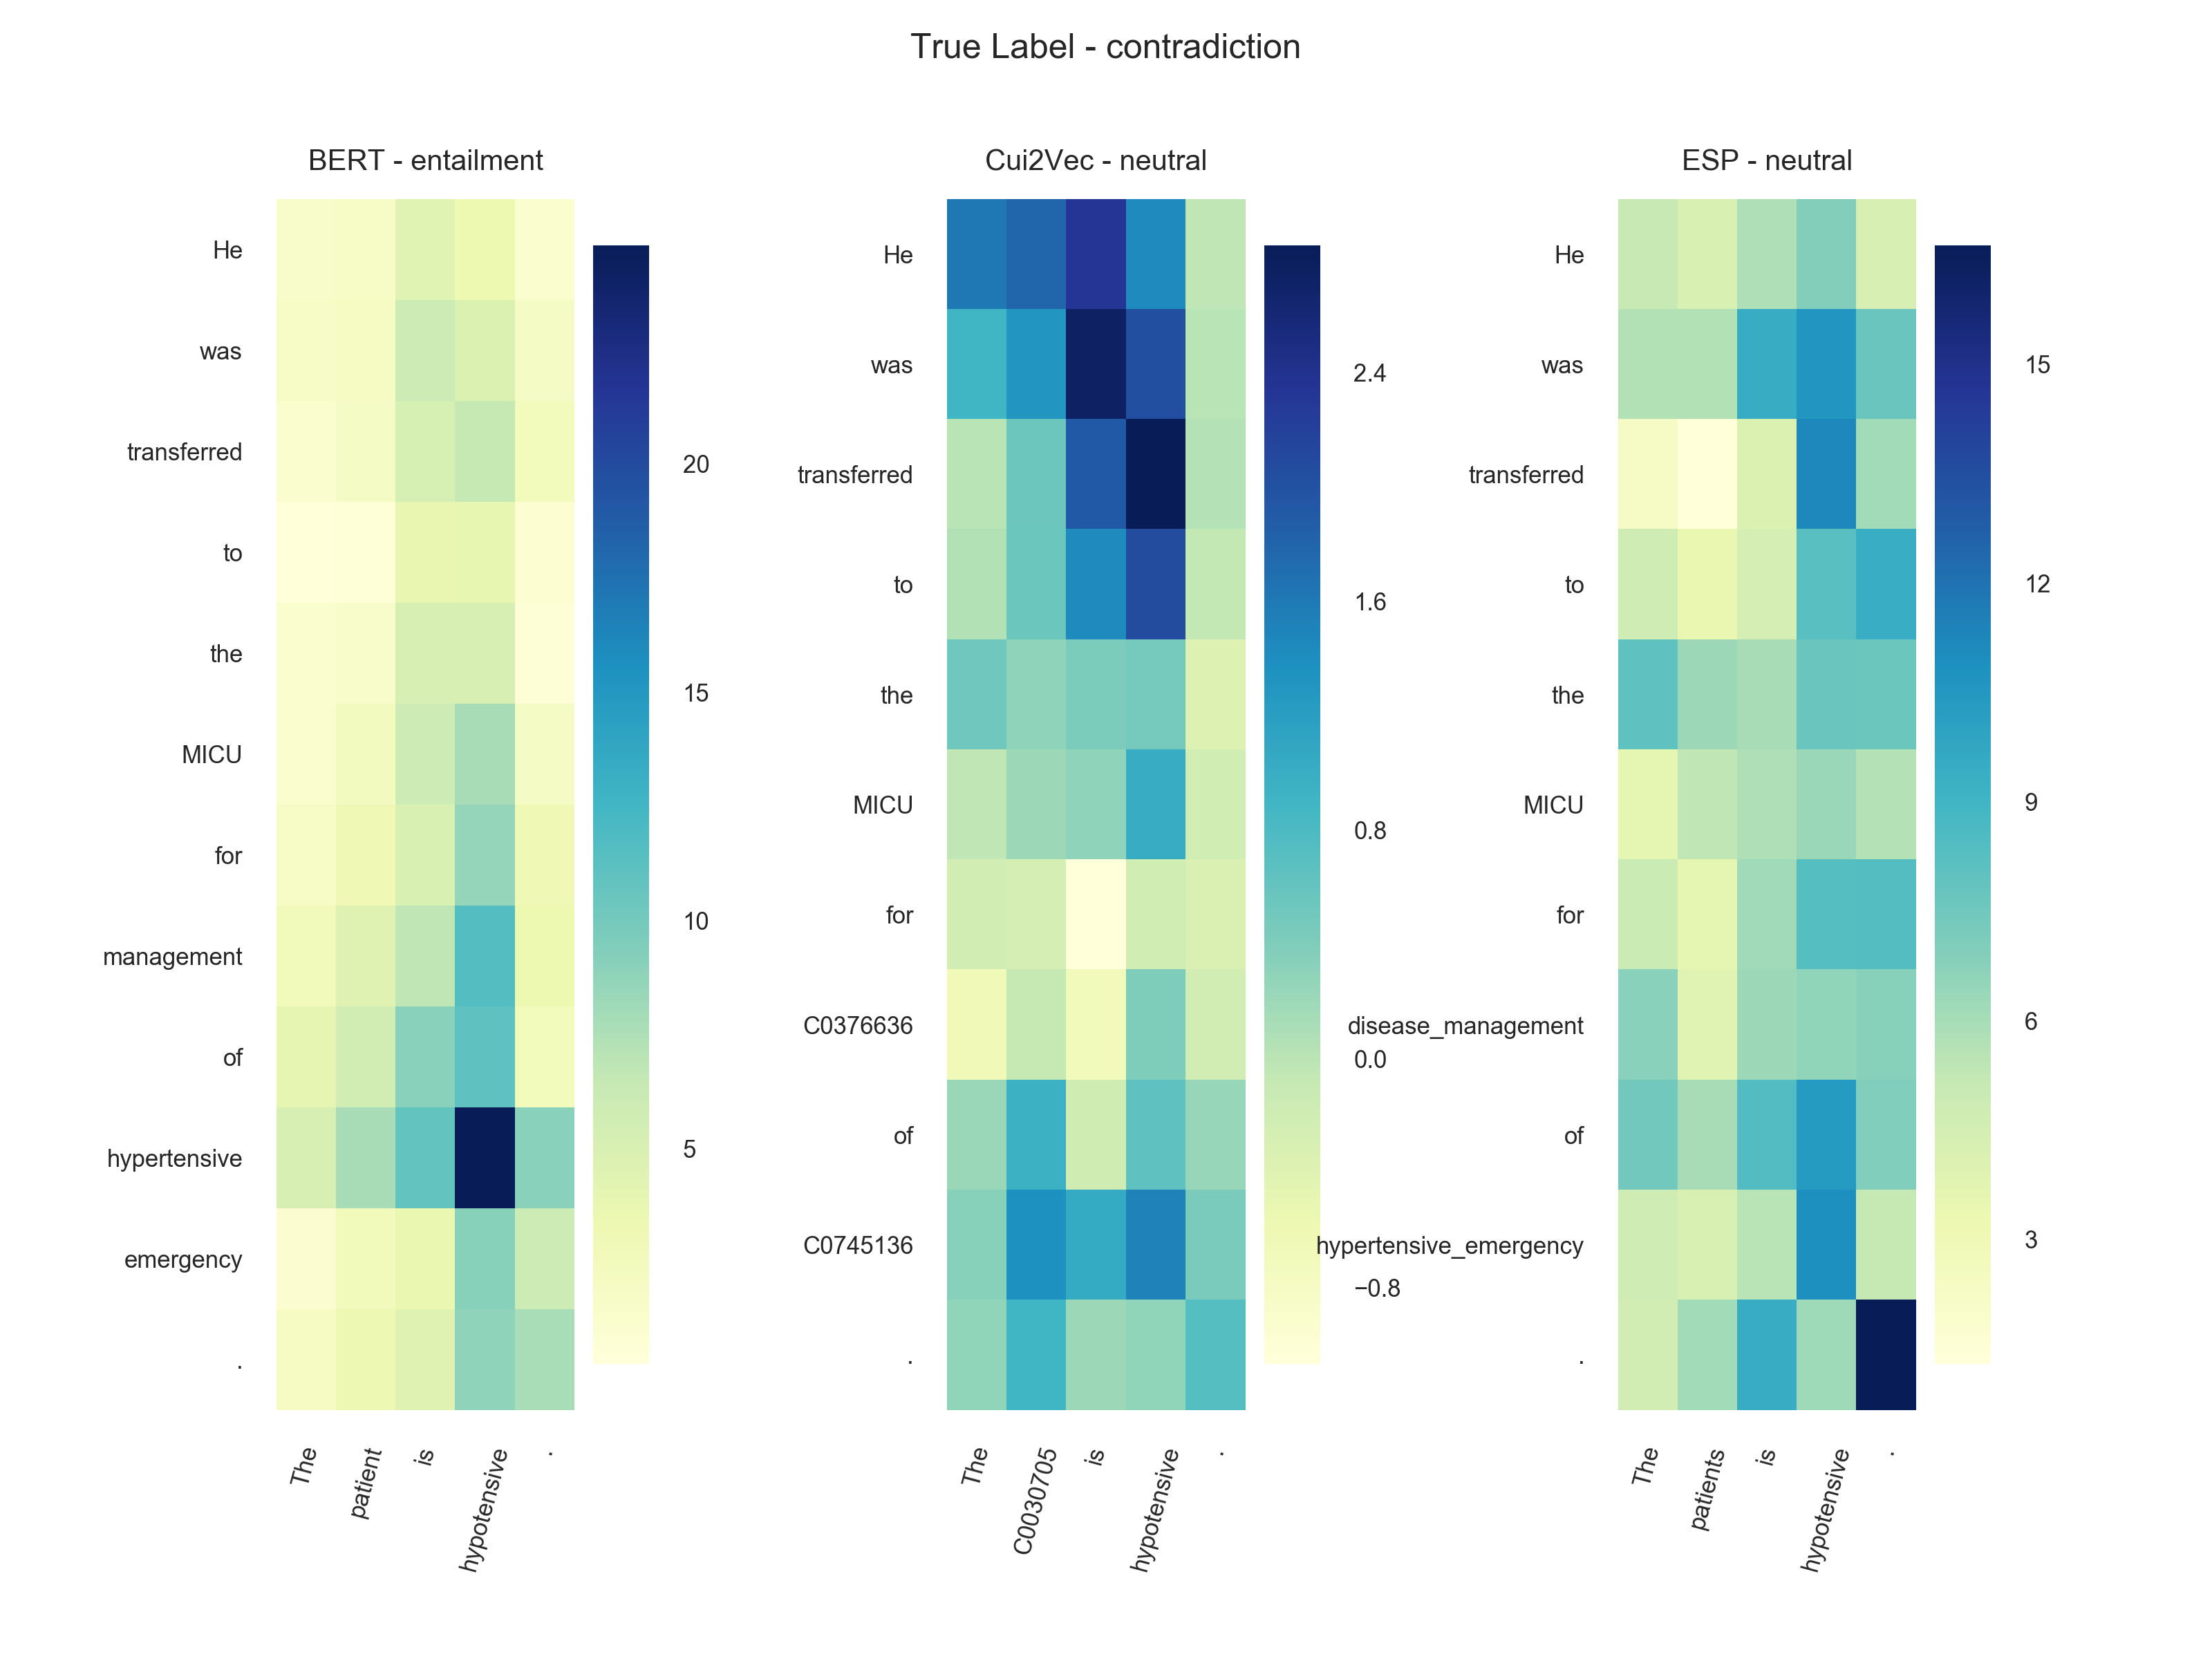 True Label - contradiction
BERT - entailment
He
was
transferred
to
the
MICU
for
management
of
hypertensive
emergency
.
The
patient
is
hypotensive
.
20
15
10
5
Cui2Vec - neutral
He
was
transferred
to
the
MICU
for
C0376636
of
C0745136
.
The
C0030705
is
hypotensive
.
2.4
1.6
0.8
0.0
−0.8
ESP - neutral
He
was
transferred
to
the
MICU
for
disease_management
of
hypertensive_emergency
.
The
patients
is
hypotensive
.
15
12
9
6
3